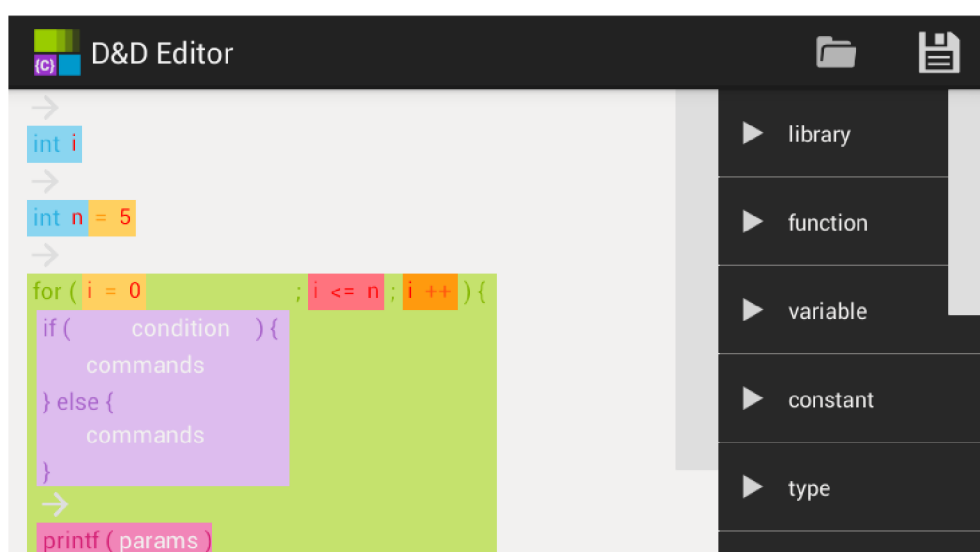 {C} D&D Editor
int i
int n = 5
for ( i = 0 ; i <= n ; i ++ ) {
if ( condition ) {
commands
} else {
commands
}
printf ( params )
library
function
variable
constant
type